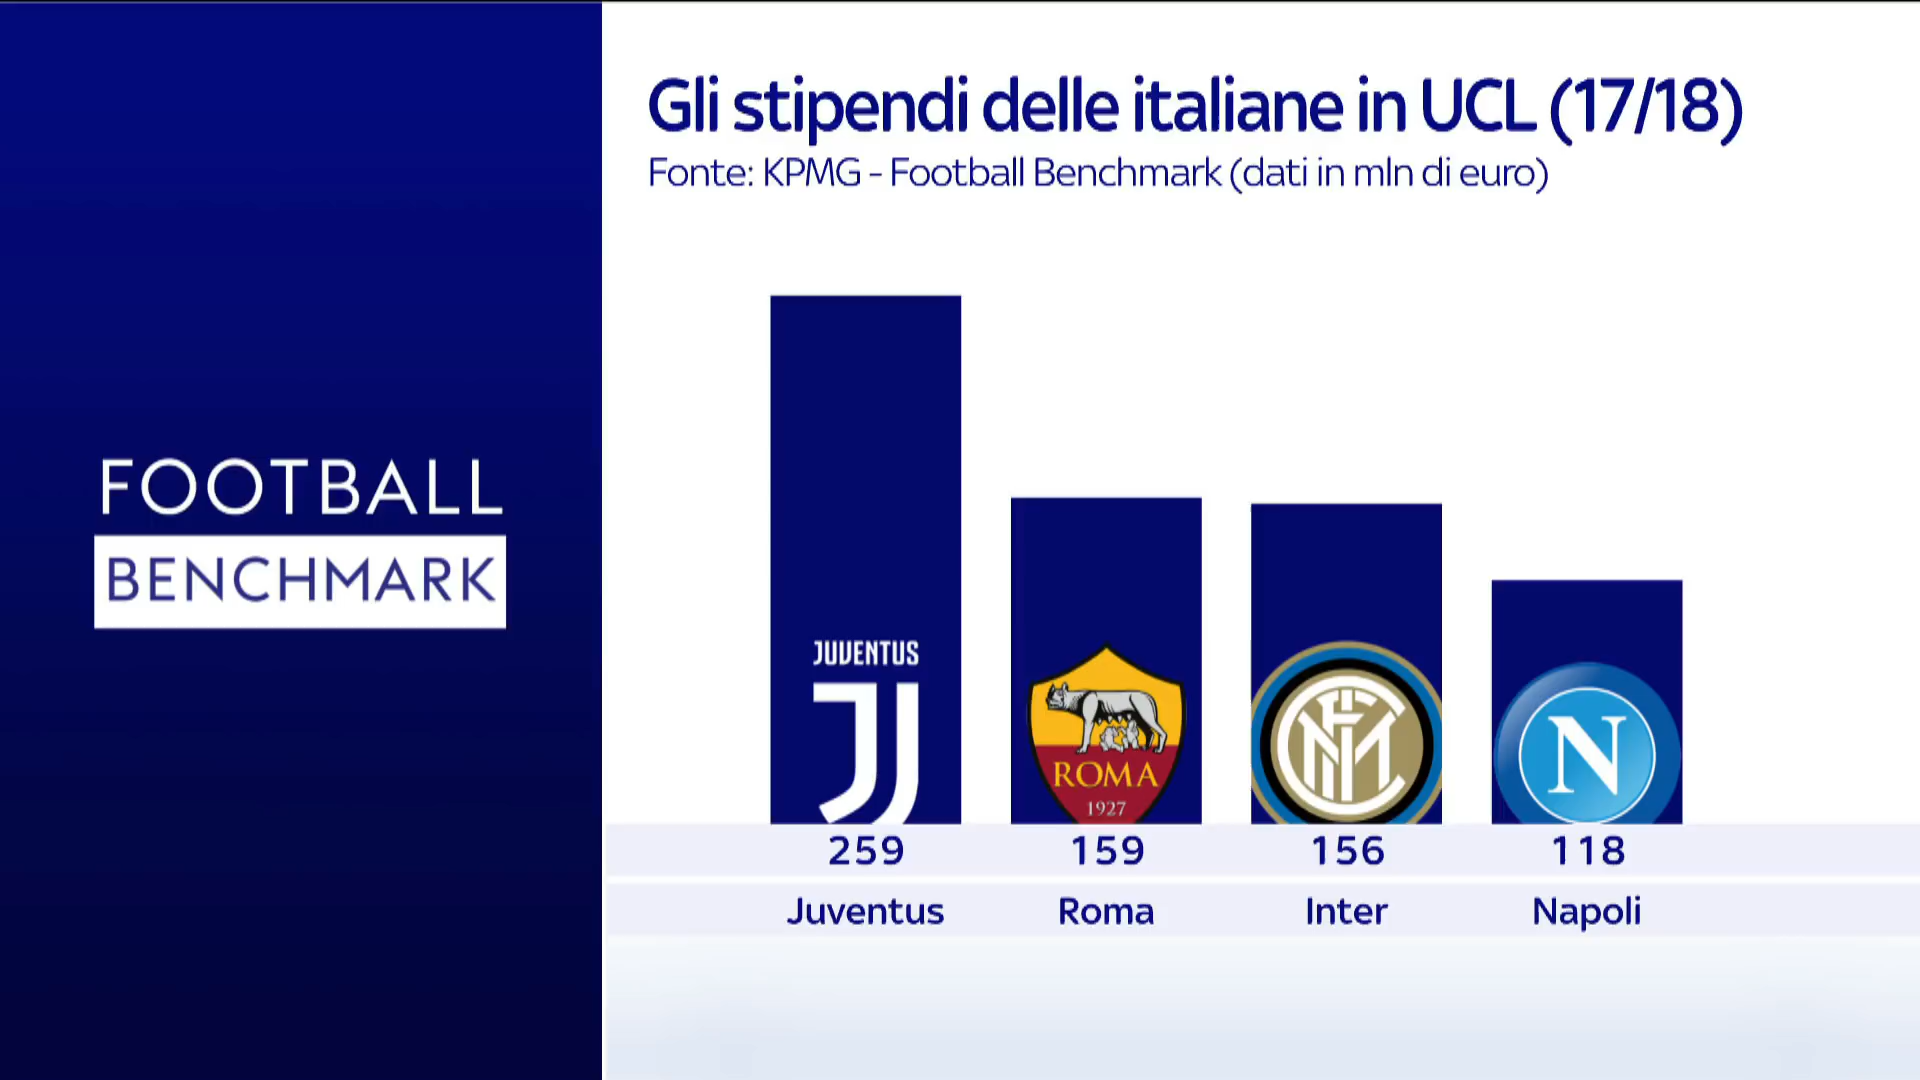 Gli stipendi delle italiane in UCL (17/18)
Fonte: KPMG - Football Benchmark (dati in mln di euro)
FOOTBALL
BENCHMARK
JUVENTUS
ROMA
1927
N
259 159 156 118
Juventus Roma Inter Napoli